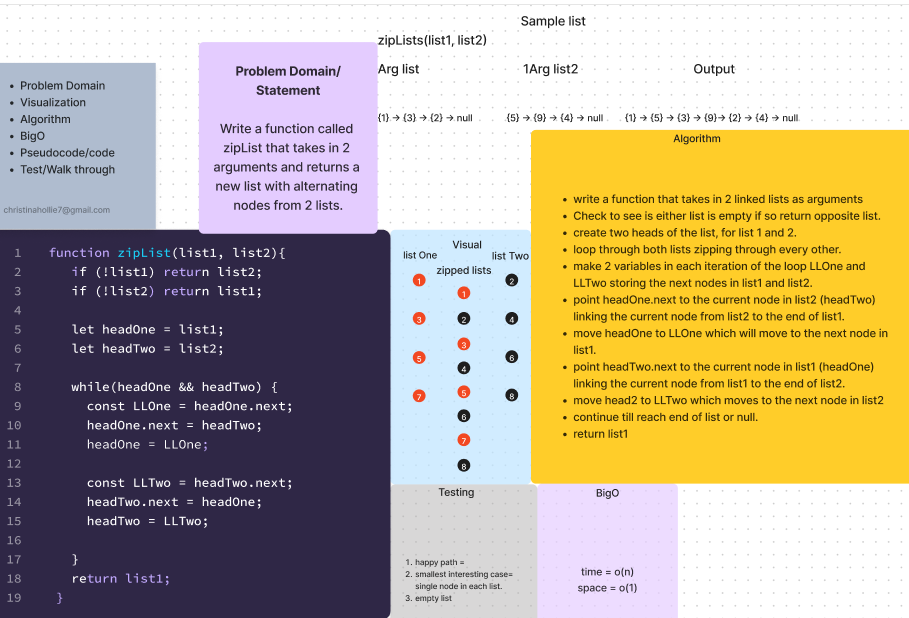 Sample list
zipLists(list1, list2)
Arg list
1Arg list2
Output
{1} -> {3} -> {2} -> null
{5} -> {9} -> {4} -> null
{1} -> {5} -> {3} -> {9}-> {2} -> {4} -> null
• Problem Domain
• Visualization
• Algorithm
• BigO
• Pseudocode/code
• Test/Walk through
christinahollie7@gmail.com
Problem Domain/
Statement
Write a function called
zipList that takes in 2
arguments and returns a
new list with alternating
nodes from 2 lists.
Algorithm
• write a function that takes in 2 linked lists as arguments
• Check to see is either list is empty if so return opposite list.
• create two heads of the list, for list 1 and 2.
• loop through both lists zipping through every other.
• make 2 variables in each iteration of the loop LLOne and
LLTwo storing the next nodes in list1 and list2.
• point headOne.next to the current node in list2 (headTwo)
linking the current node from list2 to the end of list1.
• move headOne to LLOne which will move to the next node in
list1.
• point headTwo.next to the current node in list1 (headOne)
linking the current node from list1 to the end of list2.
• move head2 to LLTwo which moves to the next node in list2
• continue till reach end of list or null.
• return list1
1 function zipList(list1, list2){
2 if (!list1) return list2;
3 if (!list2) return list1;
4
5 let headOne = list1;
6 let headTwo = list2;
7
8 while(headOne && headTwo) {
9 const LLOne = headOne.next;
10 headOne.next = headTwo;
11 headOne = LLOne;
12
13 const LLTwo = headTwo.next;
14 headTwo.next = headOne;
15 headTwo = LLTwo;
16
17 }
18 return list1;
19 }
Visual
list One
list Two
zipped lists
1
2
1
3
2
4
3
5
4
6
7
5
8
6
7
8
Testing
1. happy path =
2. smallest interesting case=
single node in each list.
3. empty list
BigO
time = o(n)
space = o(1)